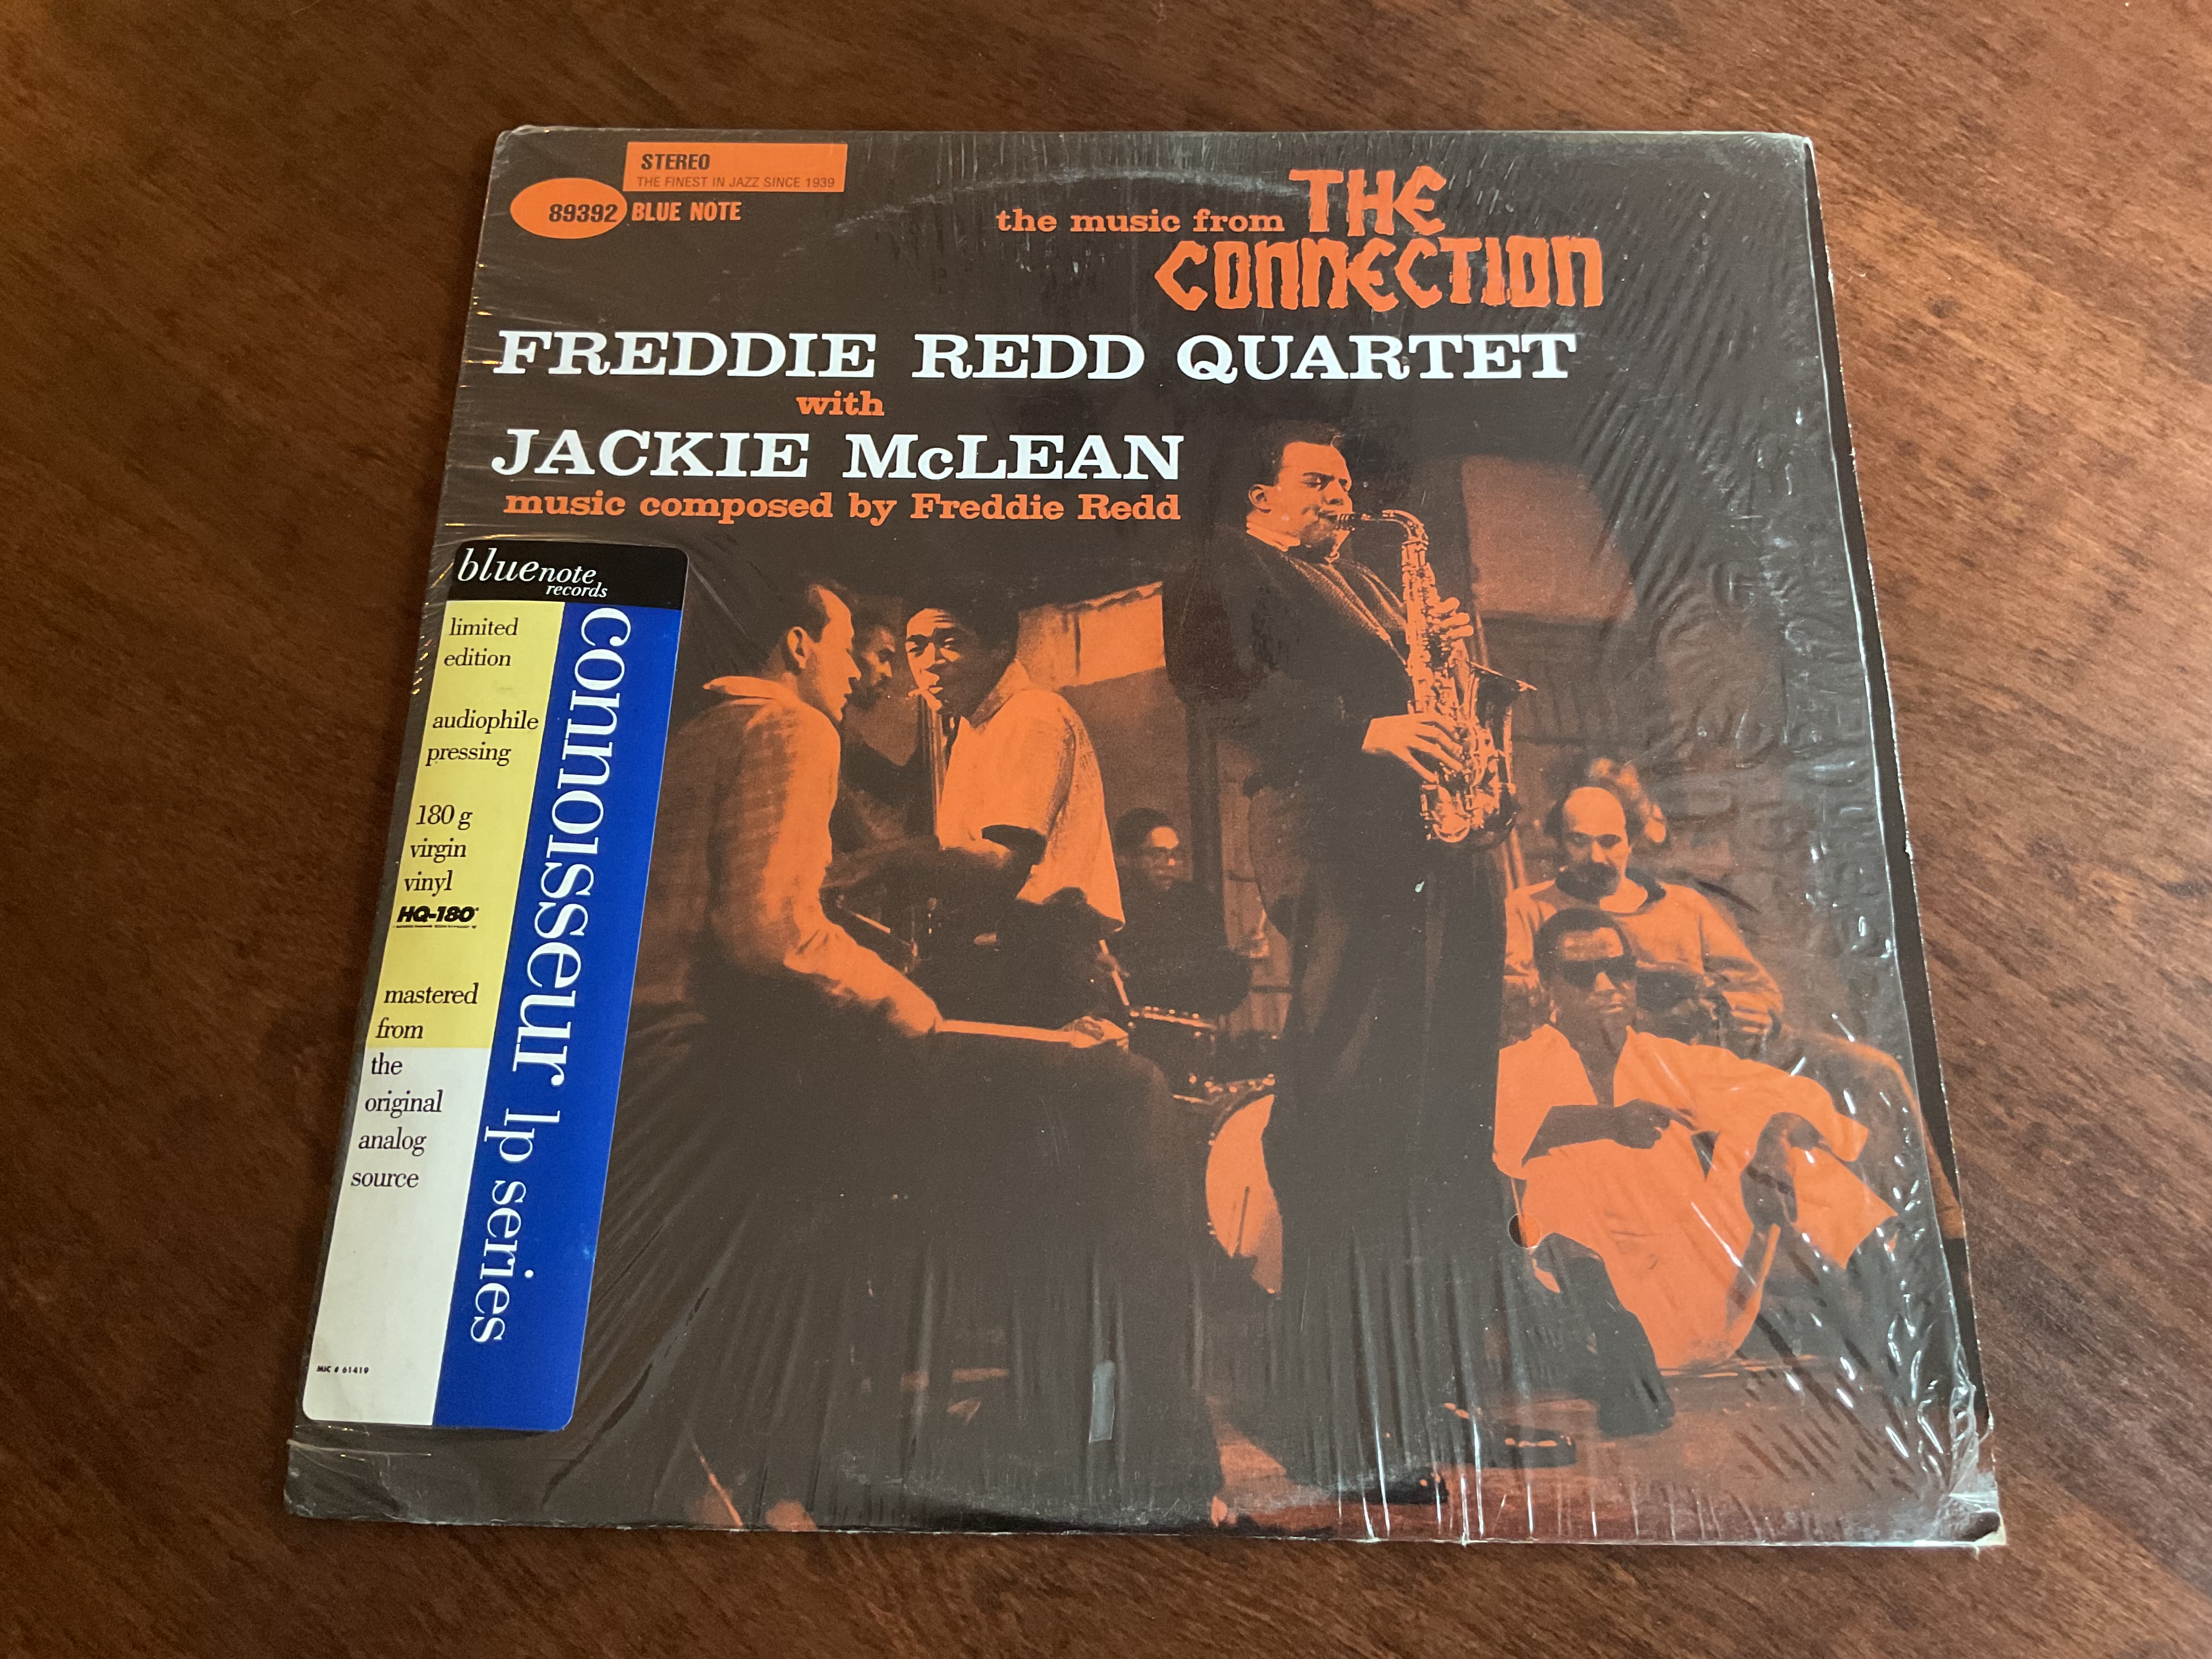 STEREO
THE FINEST IN JAZZ SINCE 1939
89392 BLUE NOTE
the music from THE
CONNECTION
FREDDIE REDD QUARTET
with
JACKIE McLEAN
music composed by Freddie Redd
bluenote
records
limited
edition
audiophile
pressing
180 g
virgin
vinyl
HQ-180
mastered
from
the
original
analog
source
MJC # 61419
connoisseur lp series